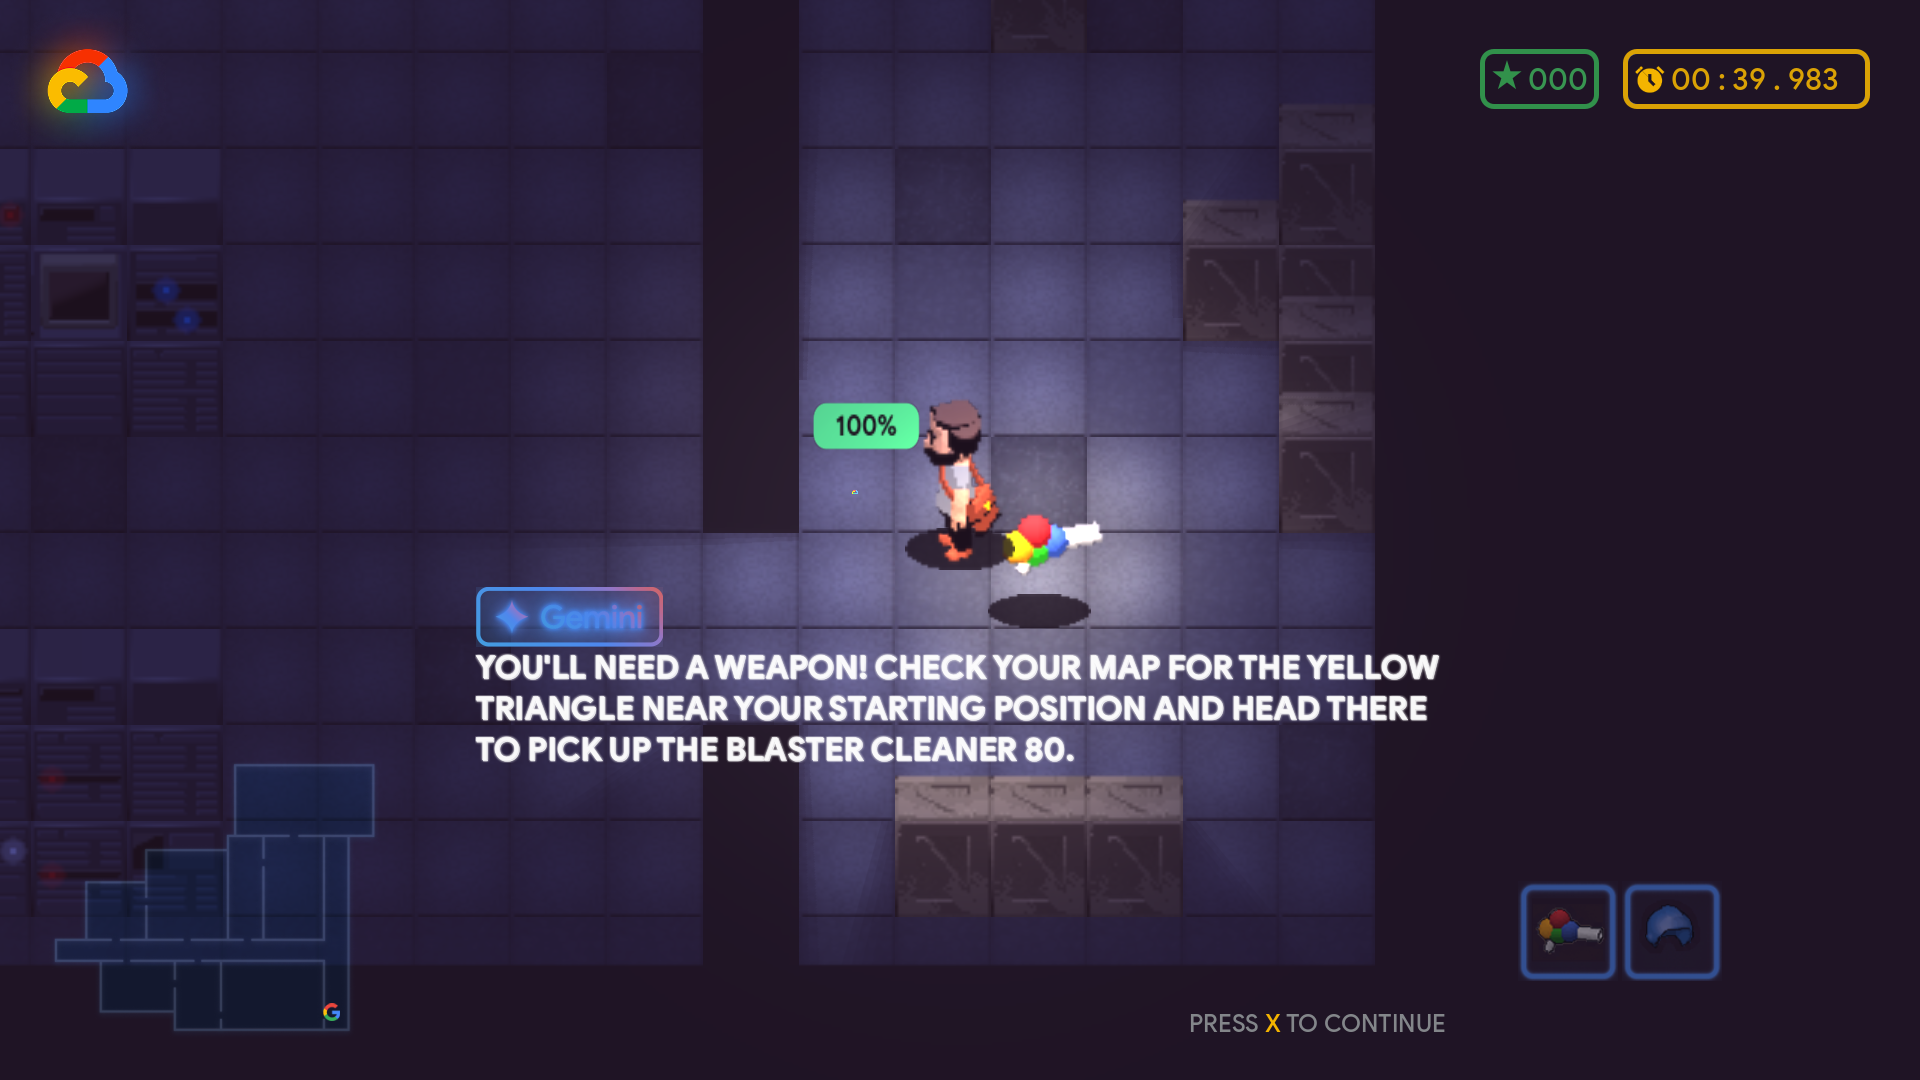 000
00:39.983
100%
Gemini
YOU'LL NEED A WEAPON! CHECK YOUR MAP FOR THE YELLOW
TRIANGLE NEAR YOUR STARTING POSITION AND HEAD THERE
TO PICK UP THE BLASTER CLEANER 80.
G
PRESS X TO CONTINUE